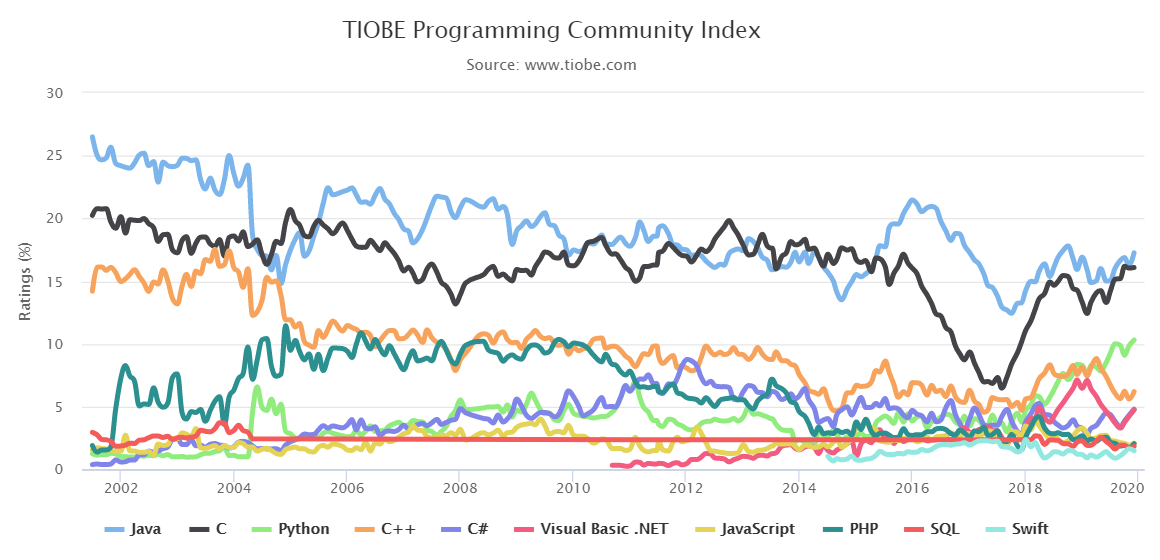 TIOBE Programming Community Index
Source: www.tiobe.com
Ratings (%)
30
25
20
15
10
5
0
2002 2004 2006 2008 2010 2012 2014 2016 2018 2020
Java C Python C++ C# Visual Basic .NET JavaScript PHP SQL Swift